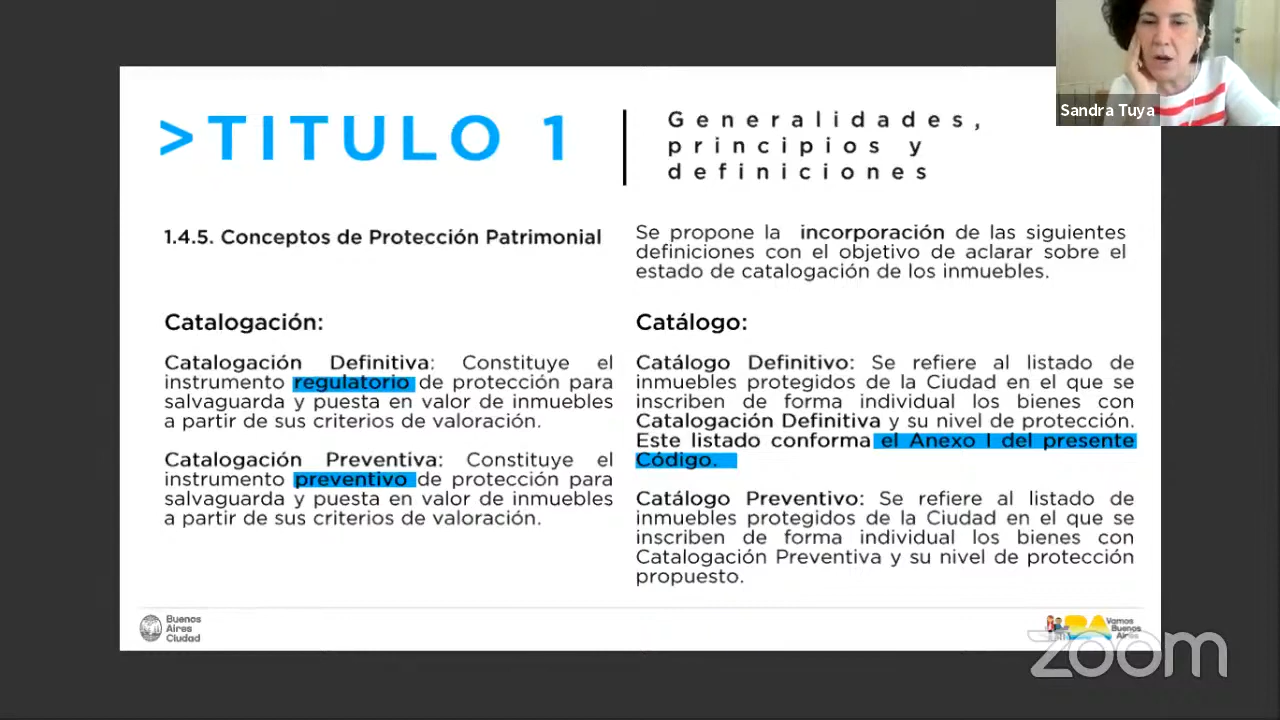 Sandra Tuya
>TITULO 1
Generalidades,
principios y
definiciones
1.4.5. Conceptos de Protección Patrimonial
Se propone la incorporación de las siguientes
definiciones con el objetivo de aclarar sobre el
estado de catalogación de los inmuebles.
Catalogación:
Catalogación Definitiva: Constituye el
instrumento regulatorio de protección para
salvaguarda y puesta en valor de inmuebles
a partir de sus criterios de valoración.
Catalogación Preventiva: Constituye el
instrumento preventivo de protección para
salvaguarda y puesta en valor de inmuebles
a partir de sus criterios de valoración.
Catálogo:
Catálogo Definitivo: Se refiere al listado de
inmuebles protegidos de la Ciudad en el que se
inscriben de forma individual los bienes con
Catalogación Definitiva y su nivel de protección.
Este listado conforma el Anexo I del presente
Código.
Catálogo Preventivo: Se refiere al listado de
inmuebles protegidos de la Ciudad en el que se
inscriben de forma individual los bienes con
Catalogación Preventiva y su nivel de protección
propuesto.
Buenos
Aires
Ciudad
BA
Vamos
Buenos
Aires
zoom